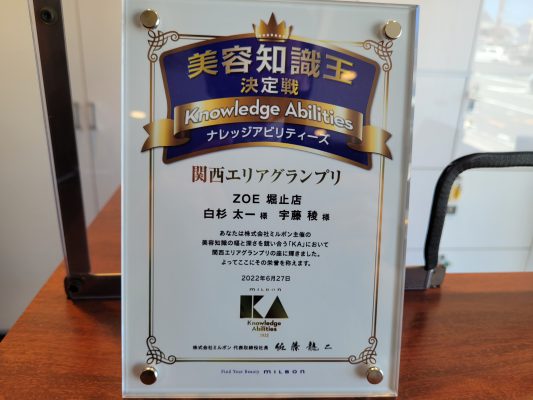 美容知識王
決定戦
Knowledge Abilities
ナレッジアビリティーズ
関西エリアグランプリ
ZOE 堀止店
白杉 太一 様 宇藤 稜 様
あなたは株式会社ミルボン主催の
美容知識の幅と深さを競い合う「KA」において
関西エリアグランプリの座に輝きました。
よってここにその栄誉を称えます。
2022年6月27日
MILBON
KA
Knowledge
Abilities
株式会社ミルボン 代表取締役社長 佐藤龍二
Find Your Beauty MILBON